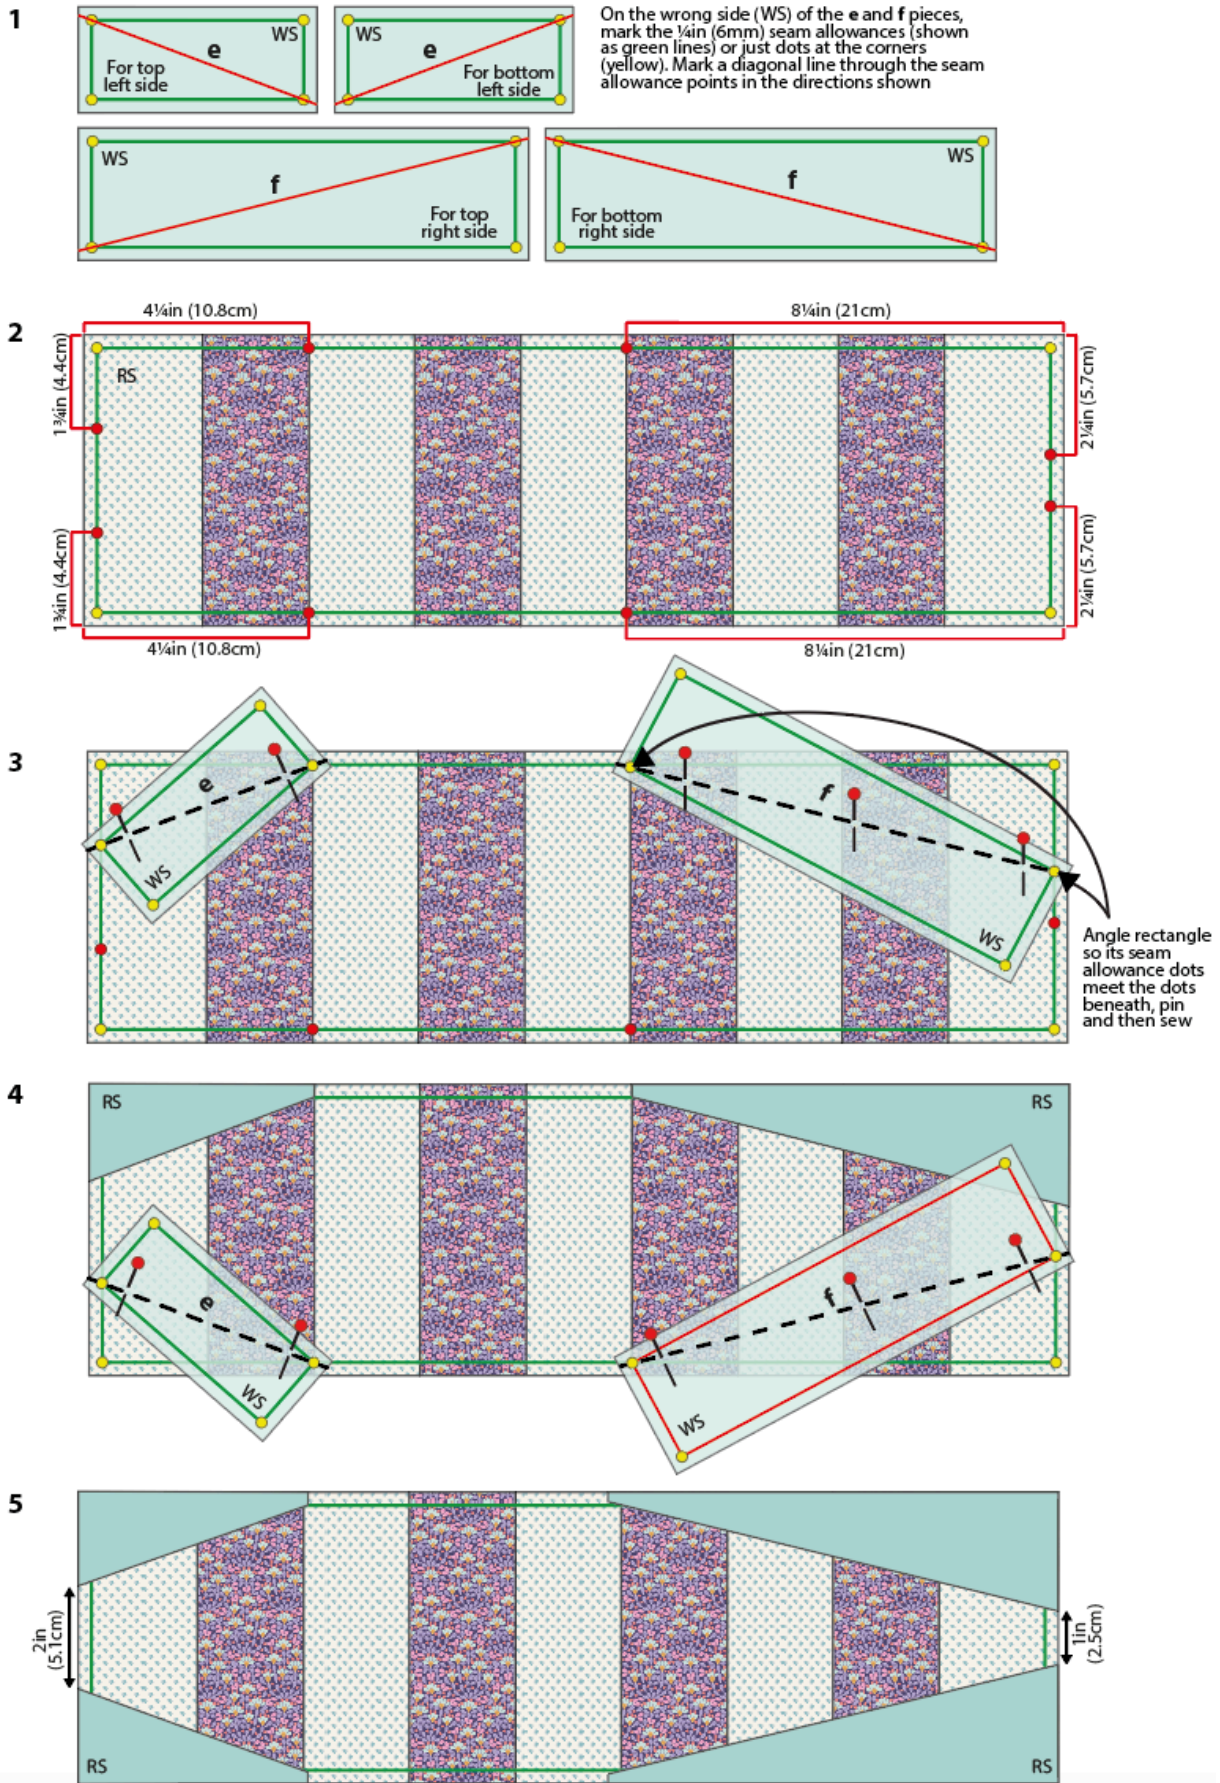 1
On the wrong side (WS) of the e and f pieces,
mark the ¼in (6mm) seam allowances (shown
as green lines) or just dots at the corners
(yellow). Mark a diagonal line through the seam
allowance points in the directions shown
WS
e
For top
left side
WS
e
For bottom
left side
WS
f
For top
right side
WS
f
For bottom
right side
2
4¼in (10.8cm)
8¼in (21cm)
1¾in (4.4cm)
RS
2¼in (5.7cm)
1¾in (4.4cm)
2¼in (5.7cm)
4¼in (10.8cm)
8¼in (21cm)
3
e
WS
f
WS
Angle rectangle
so its seam
allowance dots
meet the dots
beneath, pin
and then sew
4
RS
RS
e
WS
f
WS
5
2in
(5.1cm)
1in
(2.5cm)
RS
RS